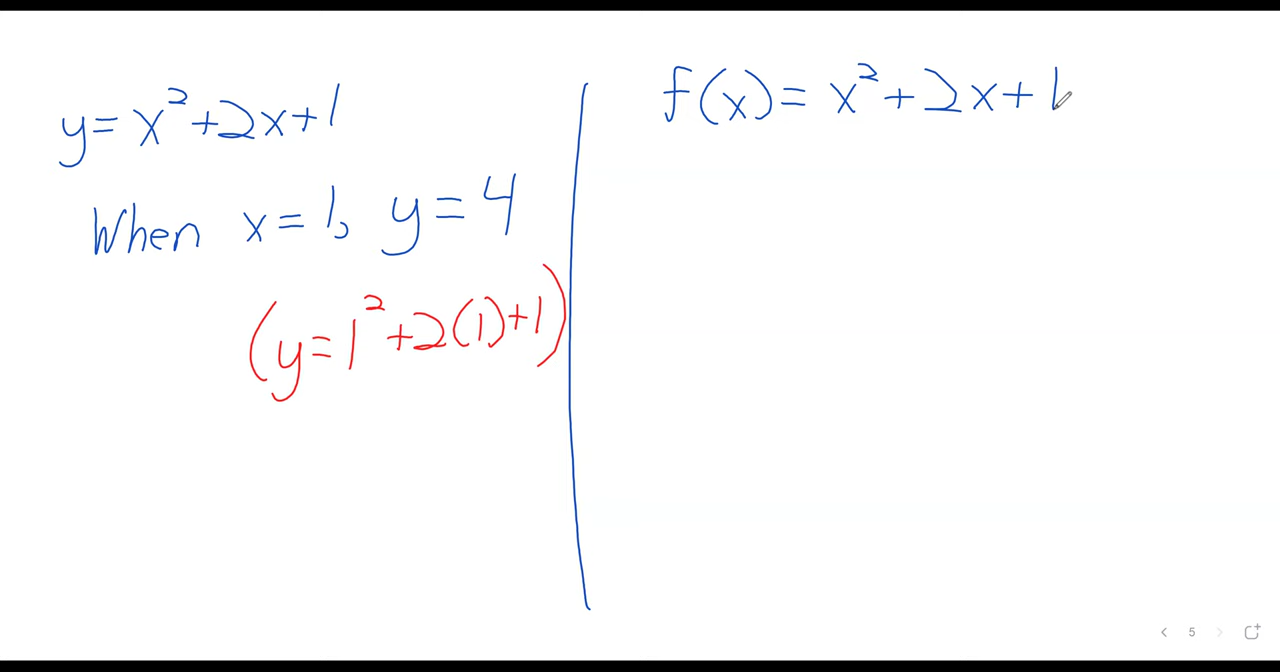 y=x²+2x+1
When x=1, y=4
(y=1²+2(1)+1)
f(x)=x²+2x+1
5